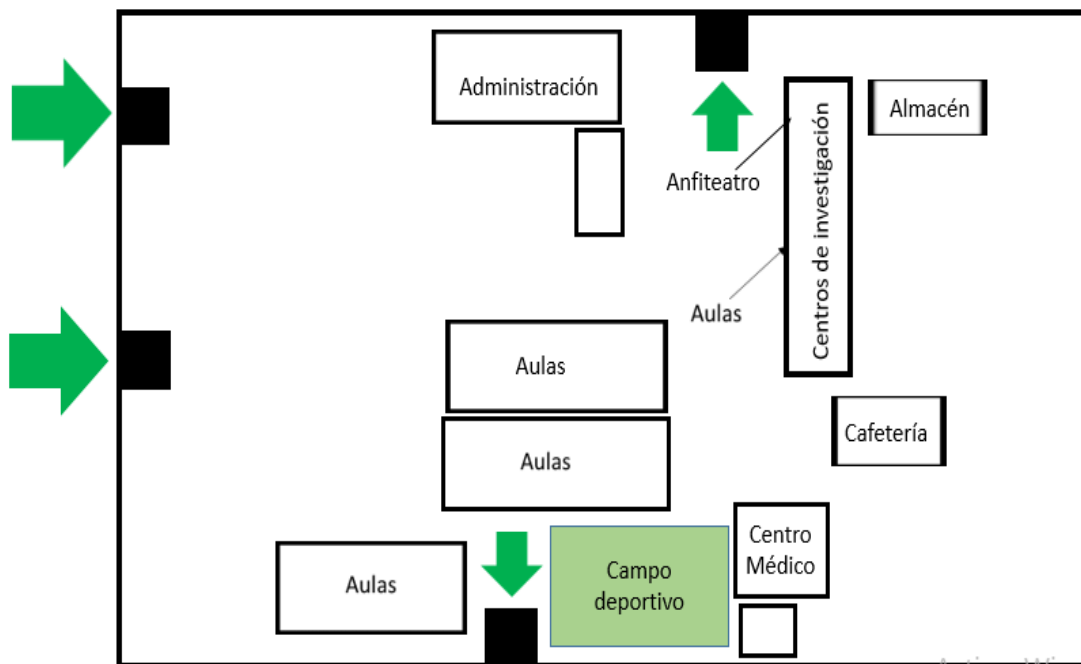 Administración
Almacén
Centros de investigación
Anfiteatro
Aulas
Aulas
Cafetería
Aulas
Centro
Médico
Campo
deportivo
Aulas